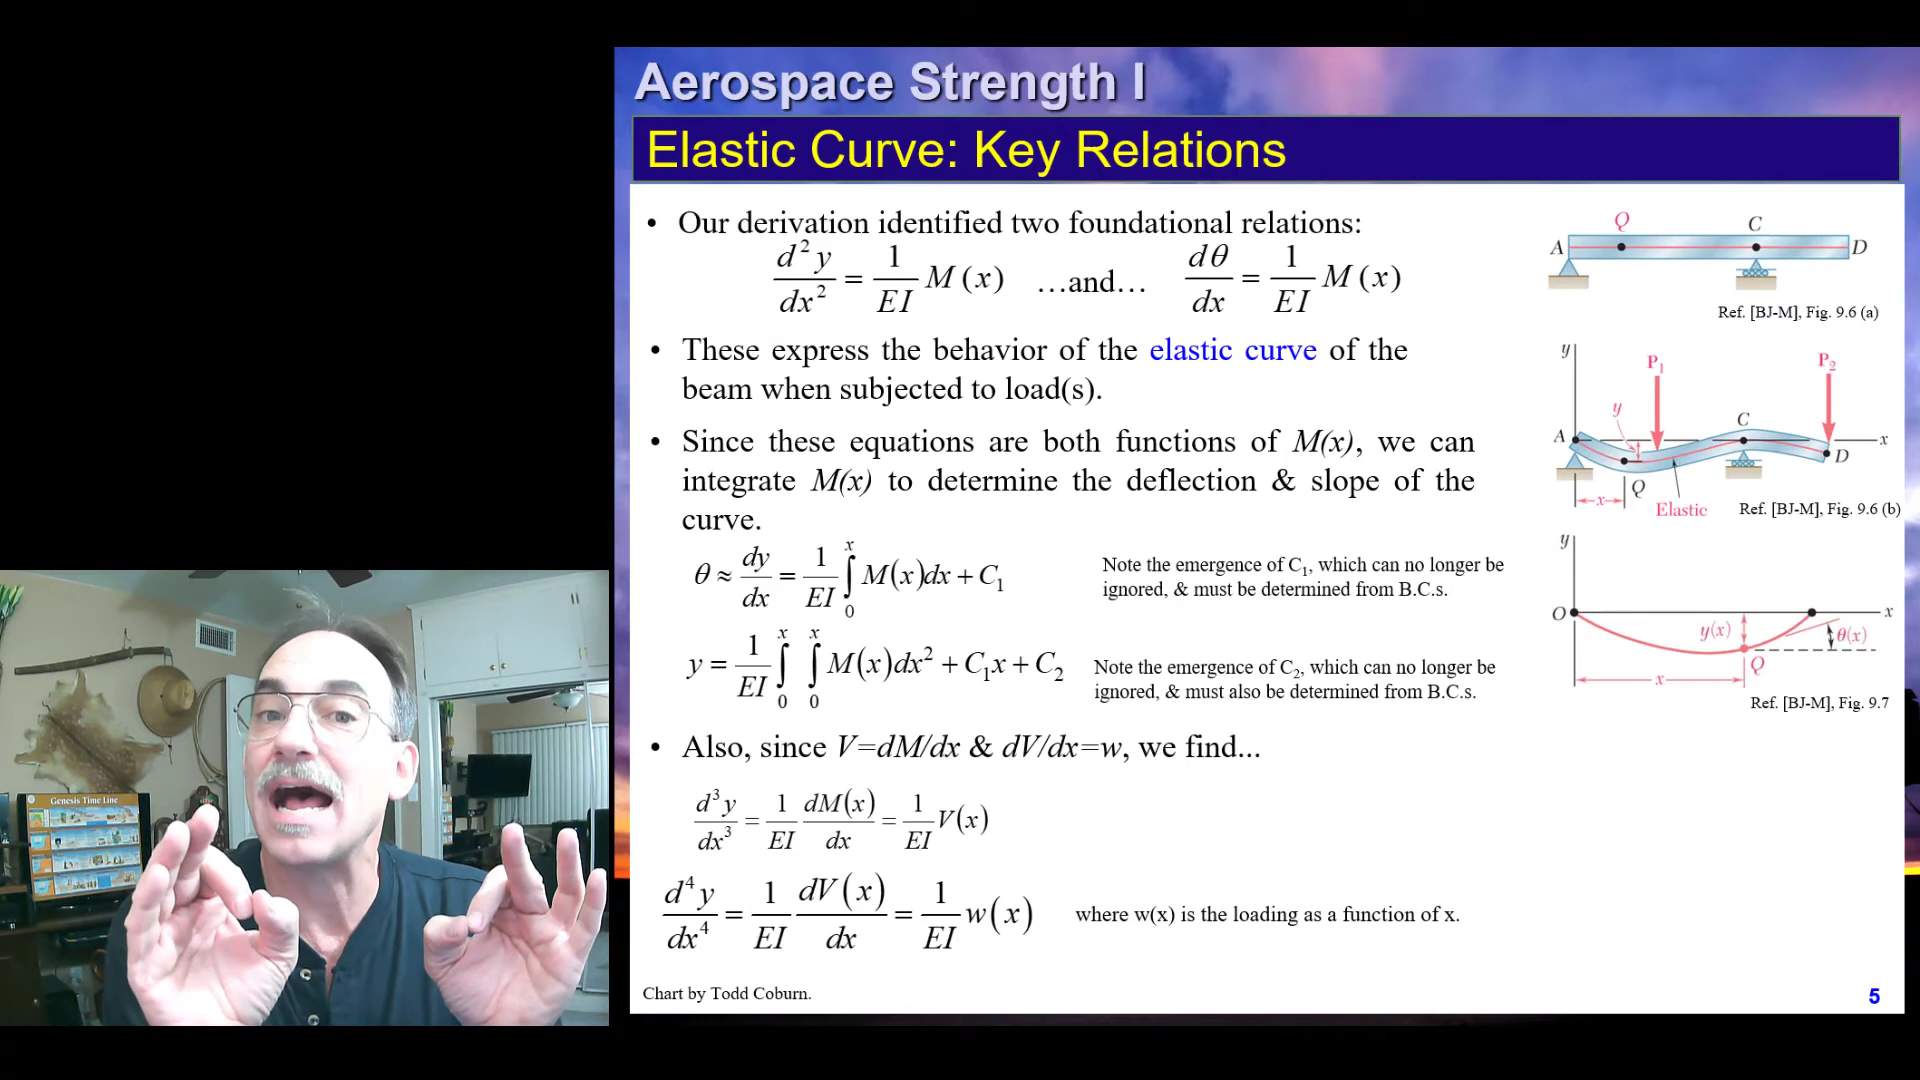 Aerospace Strength I
Elastic Curve: Key Relations
• Our derivation identified two foundational relations:
d²y/dx² = 1/EI M(x) …and… dθ/dx = 1/EI M(x)
• These express the behavior of the elastic curve of the
beam when subjected to load(s).
• Since these equations are both functions of M(x), we can
integrate M(x) to determine the deflection & slope of the
curve.
θ ≈ dy/dx = 1/EI ∫₀ˣ M(x)dx + C₁
Note the emergence of C₁, which can no longer be
ignored, & must be determined from B.C.s.
y = 1/EI ∫₀ˣ ∫₀ˣ M(x)dx² + C₁x + C₂
Note the emergence of C₂, which can no longer be
ignored, & must also be determined from B.C.s.
• Also, since V=dM/dx & dV/dx=w, we find...
d³y/dx³ = 1/EI dM(x)/dx = 1/EI V(x)
d⁴y/dx⁴ = 1/EI dV(x)/dx = 1/EI w(x)
where w(x) is the loading as a function of x.
Chart by Todd Coburn.
5
Q C
A D
Ref. [BJ-M], Fig. 9.6 (a)
y P₁ P₂
y C
A x
D
Q
x
Elastic
Ref. [BJ-M], Fig. 9.6 (b)
y
O x
y(x) θ(x)
Q
x
Ref. [BJ-M], Fig. 9.7
Genesis Time Line